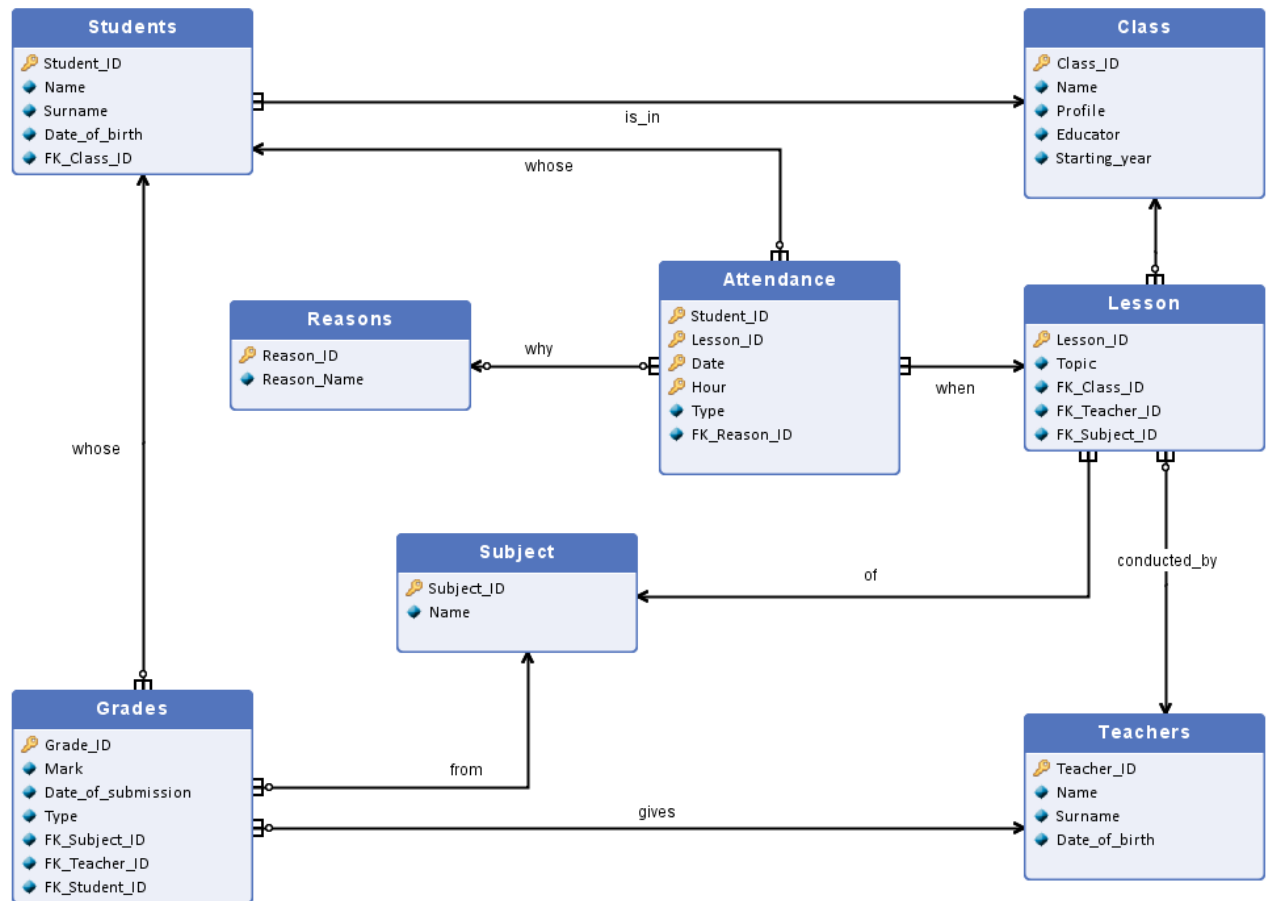 Students
Student_ID
Name
Surname
Date_of_birth
FK_Class_ID
Class
Class_ID
Name
Profile
Educator
Starting_year
is_in
whose
Attendance
Student_ID
Lesson_ID
Date
Hour
Type
FK_Reason_ID
Reasons
Reason_ID
Reason_Name
why
when
Lesson
Lesson_ID
Topic
FK_Class_ID
FK_Teacher_ID
FK_Subject_ID
whose
Subject
Subject_ID
Name
of
conducted_by
Grades
Grade_ID
Mark
Date_of_submission
Type
FK_Subject_ID
FK_Teacher_ID
FK_Student_ID
from
gives
Teachers
Teacher_ID
Name
Surname
Date_of_birth